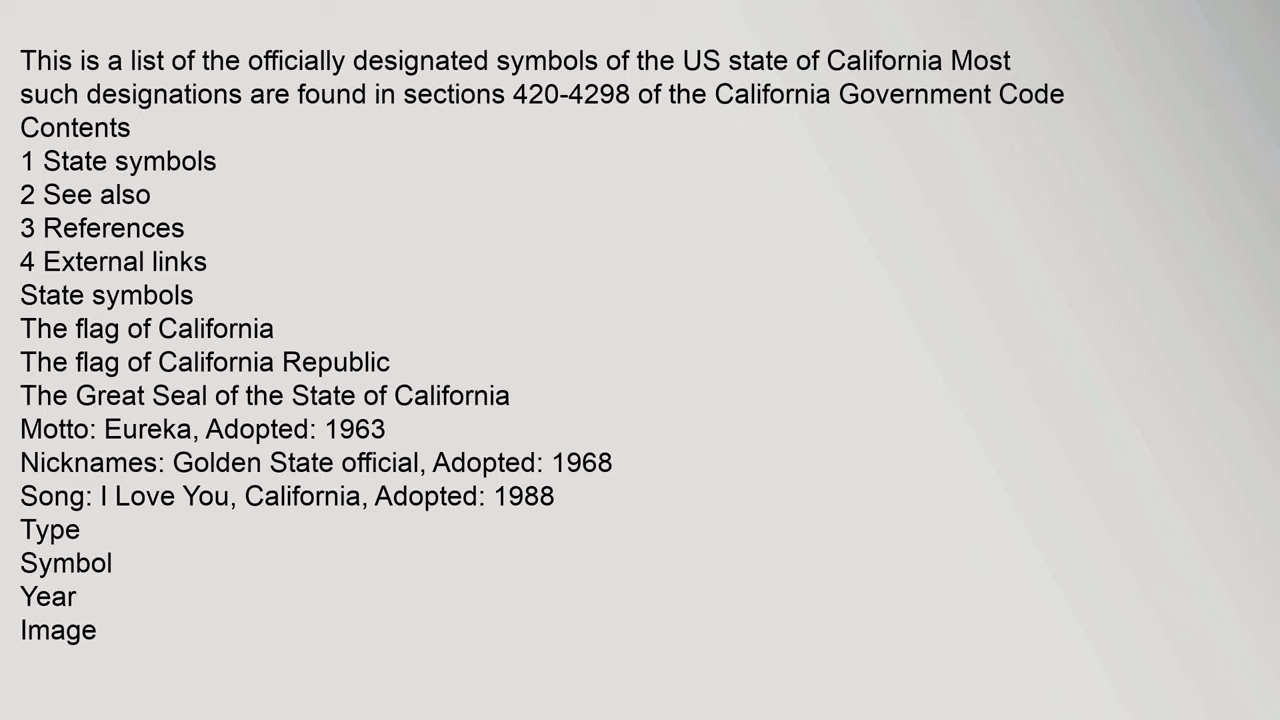 This is a list of the officially designated symbols of the US state of California Most
such designations are found in sections 420-4298 of the California Government Code
Contents
1 State symbols
2 See also
3 References
4 External links
State symbols
The flag of California
The flag of California Republic
The Great Seal of the State of California
Motto: Eureka, Adopted: 1963
Nicknames: Golden State official, Adopted: 1968
Song: I Love You, California, Adopted: 1988
Type
Symbol
Year
Image